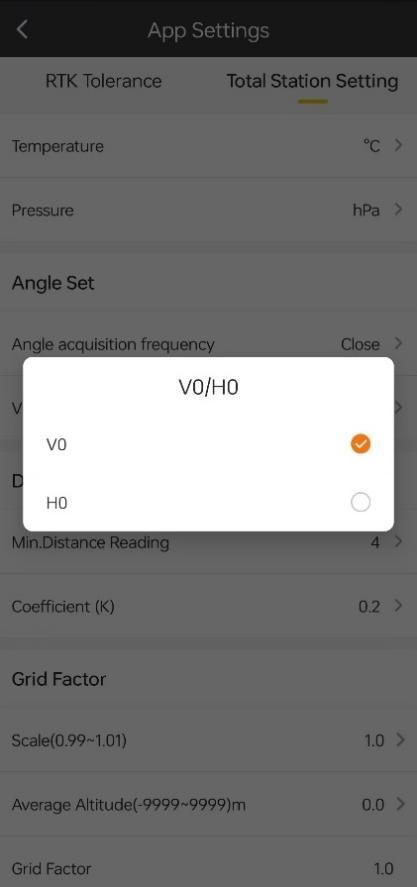 App Settings
RTK Tolerance Total Station Setting
Temperature °C
Pressure hPa
Angle Set
Angle acquisition frequency Close
V0/H0
V0
H0
Min.Distance Reading 4
Coefficient (K) 0.2
Grid Factor
Scale(0.99~1.01) 1.0
Average Altitude(-9999~9999)m 0.0
Grid Factor 1.0